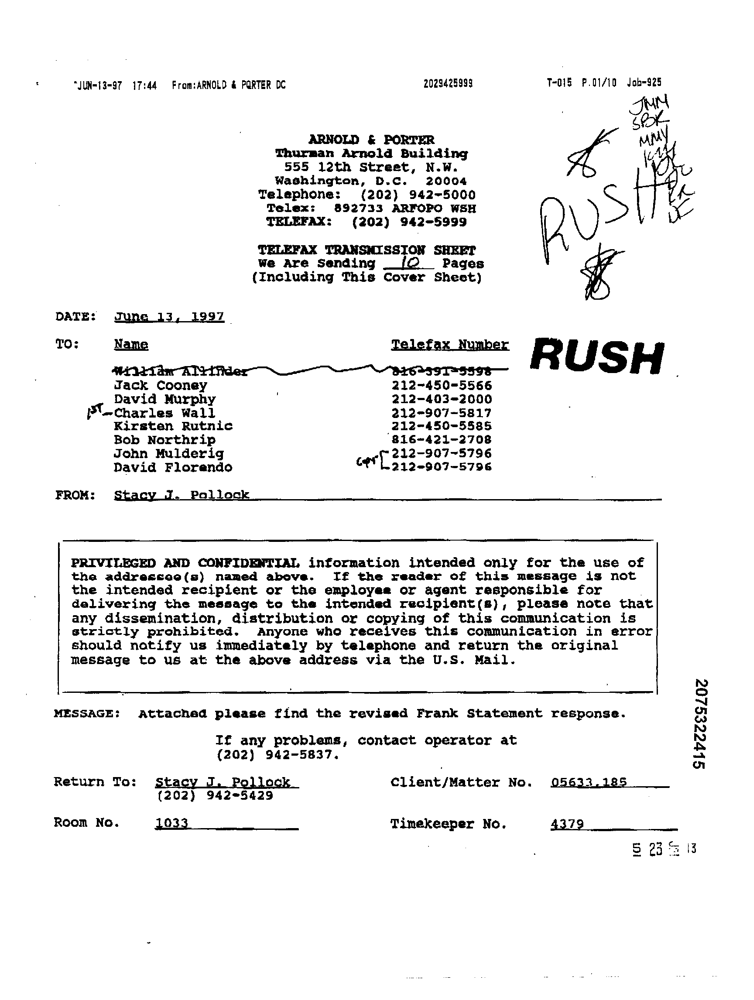 "JUN-13-97 17:44 From:ARNOLD & PORTER DC 2029425999 T-015 P.01/10 Job-925
JMM
SBK
MMY
RUSH
ARNOLD & PORTER
Thurman Arnold Building
555 12th Street, N.W.
Washington, D.C. 20004
Telephone: (202) 942-5000
Telex: 892733 ARFOPO WSH
TELEFAX: (202) 942-5999
TELEFAX TRANSMISSION SHEET
We Are Sending 10 Pages
(Including This Cover Sheet)
DATE: June 13, 1997
TO: Name Telefax Number
RUSH
William 816-391-5598
Jack Cooney 212-450-5566
David Murphy 212-403-2000
1ST Charles Wall 212-907-5817
Kirsten Rutnic 212-450-5585
Bob Northrip 816-421-2708
John Mulderig 212-907-5796
David Florendo 212-907-5796
FROM: Stacy J. Pollock
PRIVILEGED AND CONFIDENTIAL information intended only for the use of
the addressee(s) named above. If the reader of this message is not
the intended recipient or the employee or agent responsible for
delivering the message to the intended recipient(s), please note that
any dissemination, distribution or copying of this communication is
strictly prohibited. Anyone who receives this communication in error
should notify us immediately by telephone and return the original
message to us at the above address via the U.S. Mail.
MESSAGE: Attached please find the revised Frank Statement response.
If any problems, contact operator at
(202) 942-5837.
Return To: Stacy J. Pollock Client/Matter No. 05633.185
(202) 942-5429
Room No. 1033 Timekeeper No. 4379
2075322415